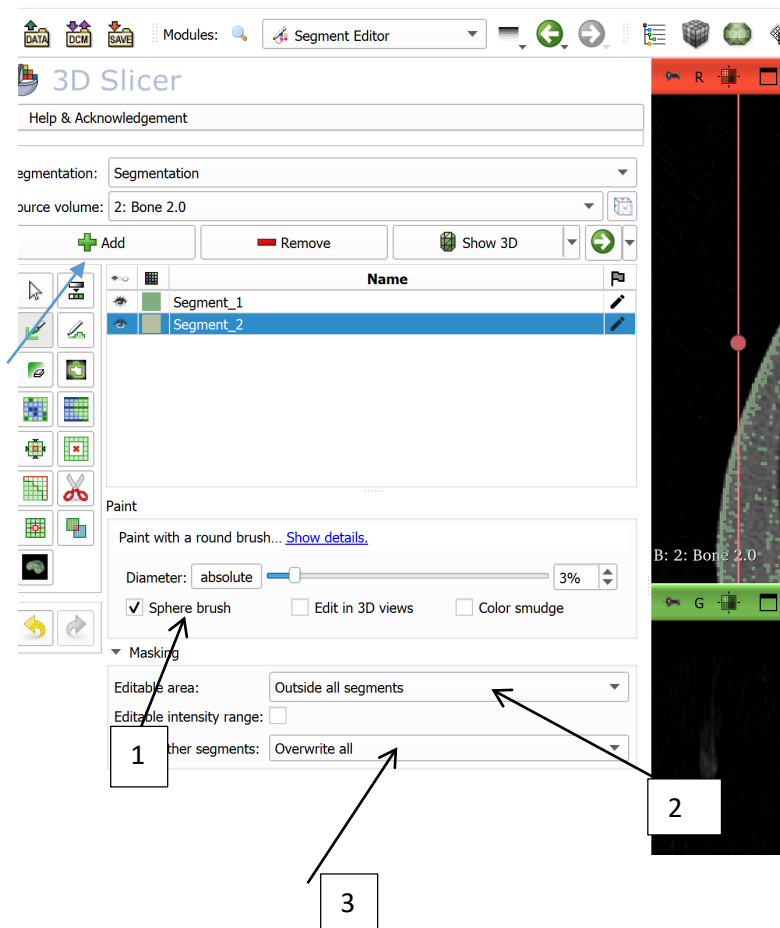 DATA DCM SAVE Modules: Segment Editor
3D Slicer
R
Help & Acknowledgement
egmentation: Segmentation
ource volume: 2: Bone 2.0
Add Remove Show 3D
Name
Segment_1
Segment_2
Paint
Paint with a round brush... Show details.
B: 2: Bone 2.0
Diameter: absolute 3%
Sphere brush Edit in 3D views Color smudge
G
Masking
Editable area: Outside all segments
Editable intensity range:
ther segments: Overwrite all
1
2
3